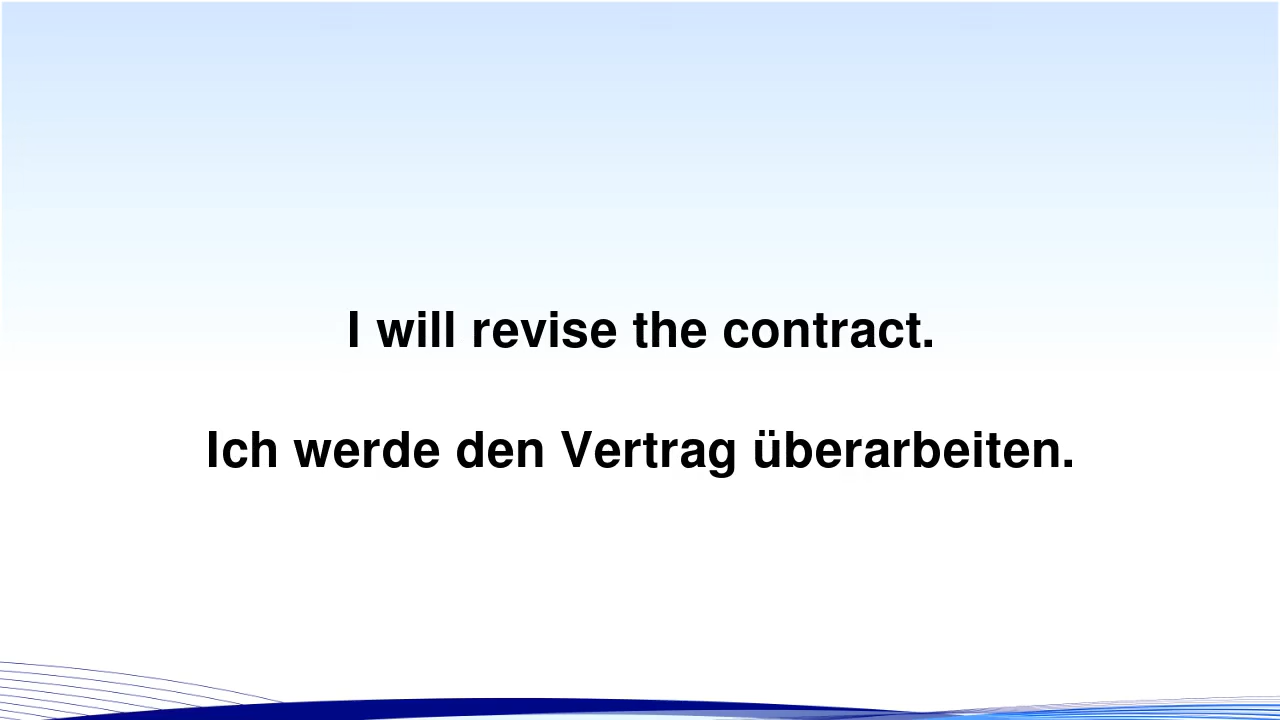 I will revise the contract.
Ich werde den Vertrag überarbeiten.